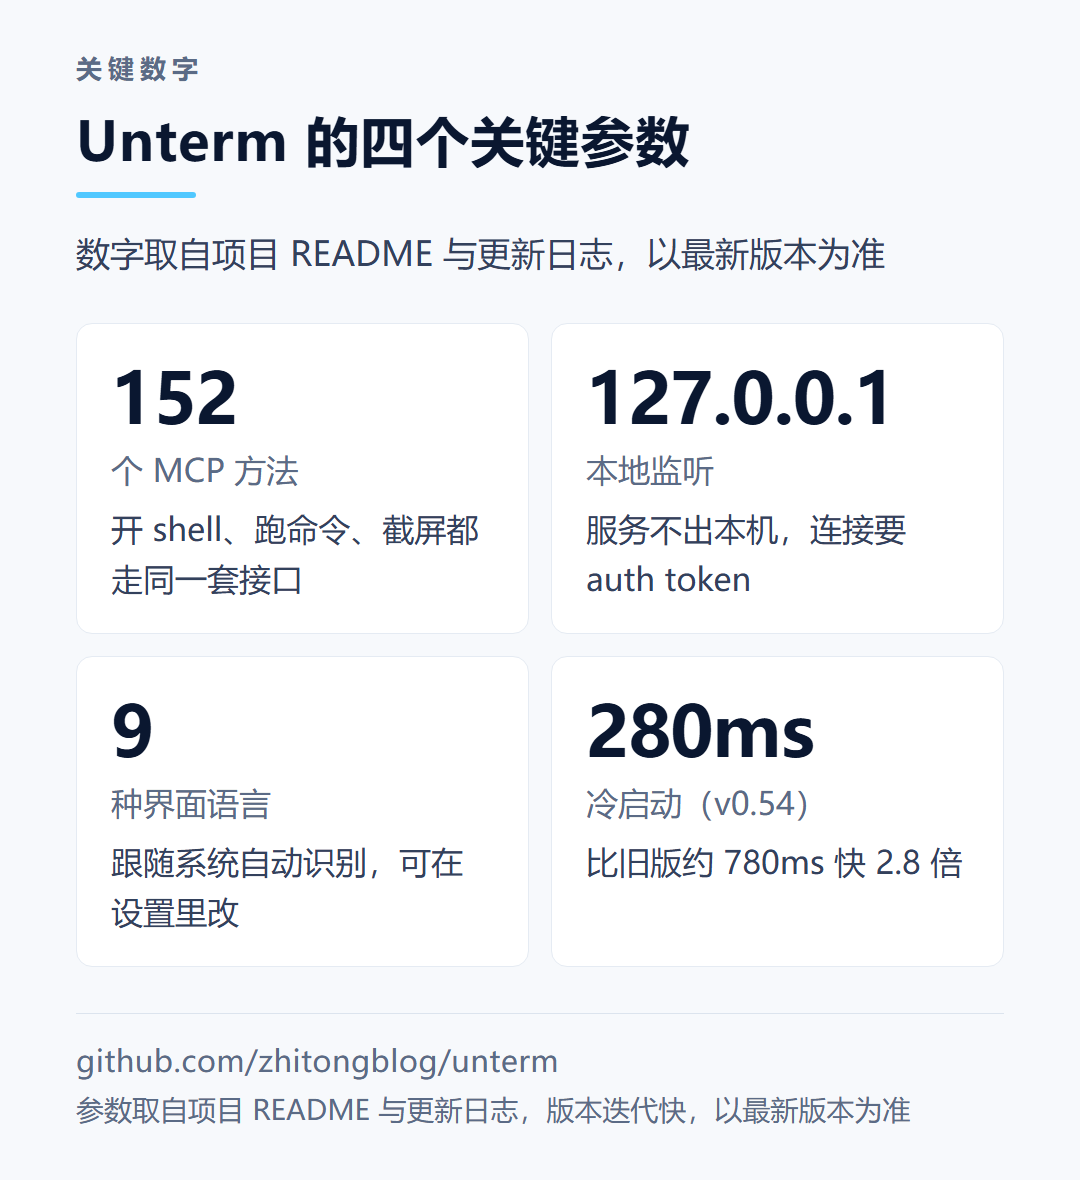 关键数字
Unterm 的四个关键参数
数字取自项目 README 与更新日志，以最新版本为准
152
个 MCP 方法
开 shell、跑命令、截屏都
走同一套接口
127.0.0.1
本地监听
服务不出本机，连接要
auth token
9
种界面语言
跟随系统自动识别，可在
设置里改
280ms
冷启动（v0.54）
比旧版约 780ms 快 2.8 倍
github.com/zhitongblog/unterm
参数取自项目 README 与更新日志，版本迭代快，以最新版本为准